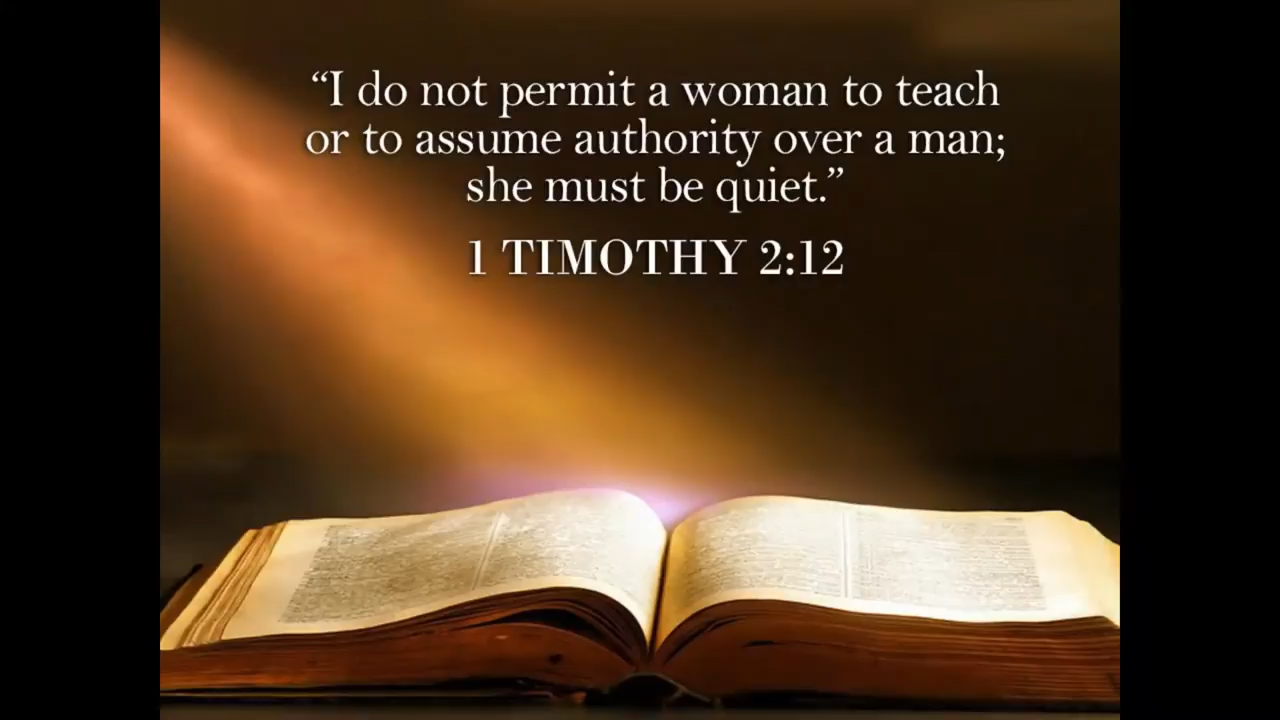 “I do not permit a woman to teach
or to assume authority over a man;
she must be quiet.”
1 TIMOTHY 2:12